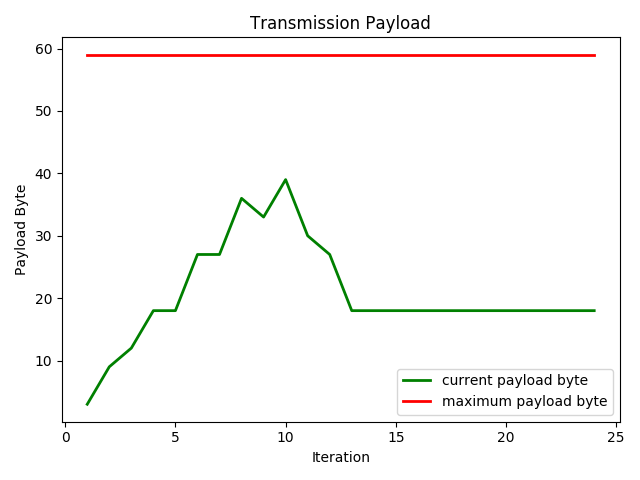 Transmission Payload
60
50
40
30
20
10
Payload Byte
current payload byte
maximum payload byte
0 5 10 15 20 25
Iteration